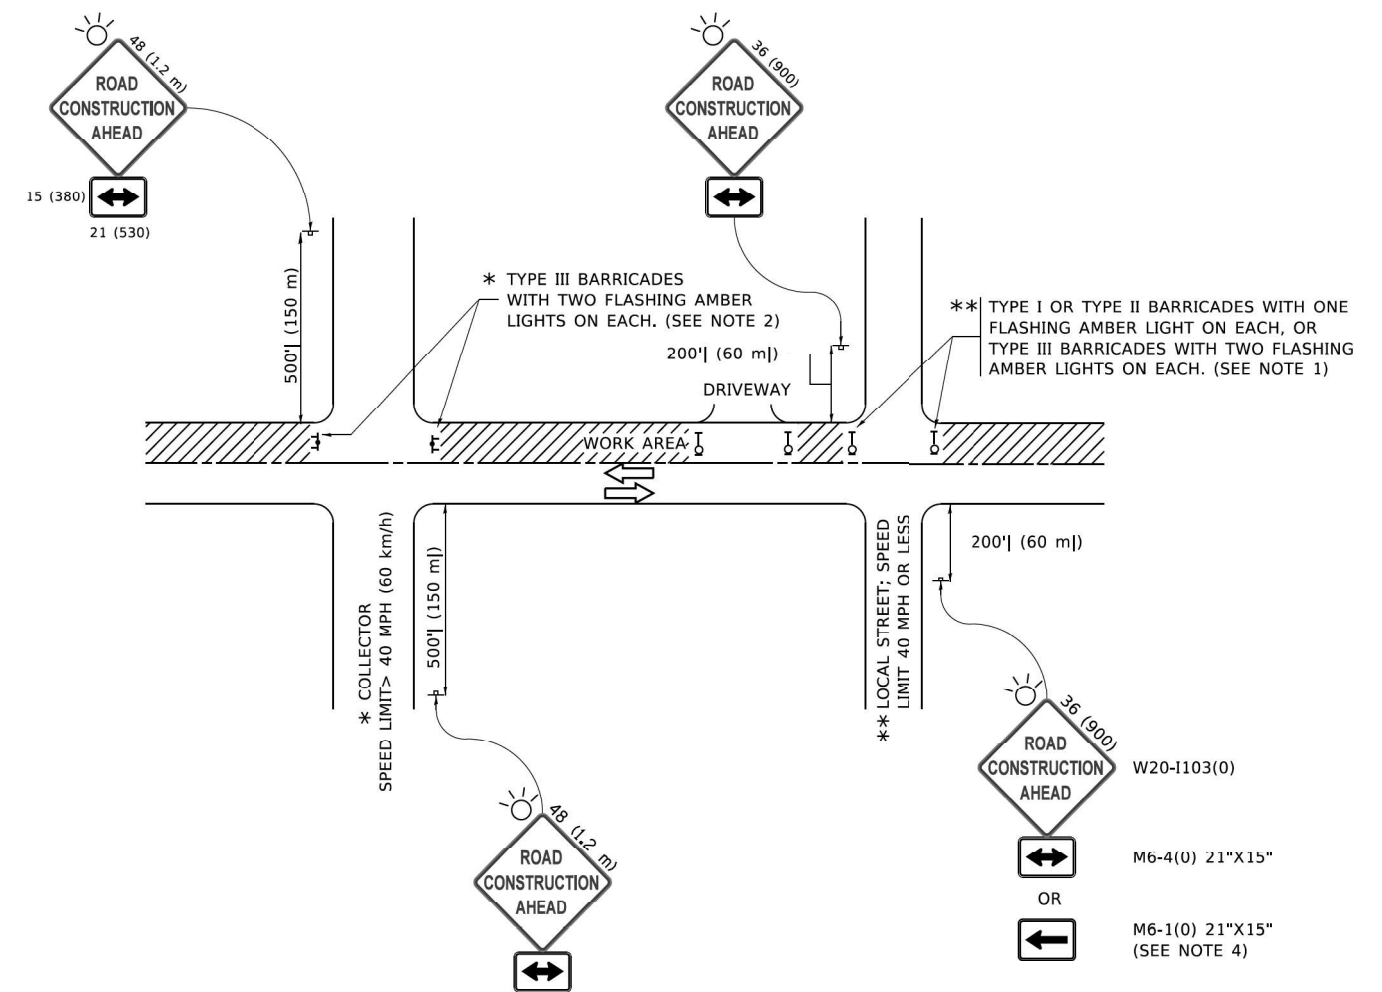 48 (1.2 m)
ROAD
CONSTRUCTION
AHEAD
15 (380)
21 (530)
36 (900)
ROAD
CONSTRUCTION
AHEAD
500'| (150 m)
* TYPE III BARRICADES
WITH TWO FLASHING AMBER
LIGHTS ON EACH. (SEE NOTE 2)
200'| (60 m|)
DRIVEWAY
** TYPE I OR TYPE II BARRICADES WITH ONE
FLASHING AMBER LIGHT ON EACH, OR
TYPE III BARRICADES WITH TWO FLASHING
AMBER LIGHTS ON EACH. (SEE NOTE 1)
WORK AREA
* COLLECTOR
SPEED LIMIT> 40 MPH (60 km/h)
500'| (150 m|)
** LOCAL STREET; SPEED
LIMIT 40 MPH OR LESS
200'| (60 m|)
48 (1.2 m)
ROAD
CONSTRUCTION
AHEAD
36 (900)
ROAD
CONSTRUCTION
AHEAD
W20-I103(0)
M6-4(0) 21"X15"
OR
M6-1(0) 21"X15"
(SEE NOTE 4)